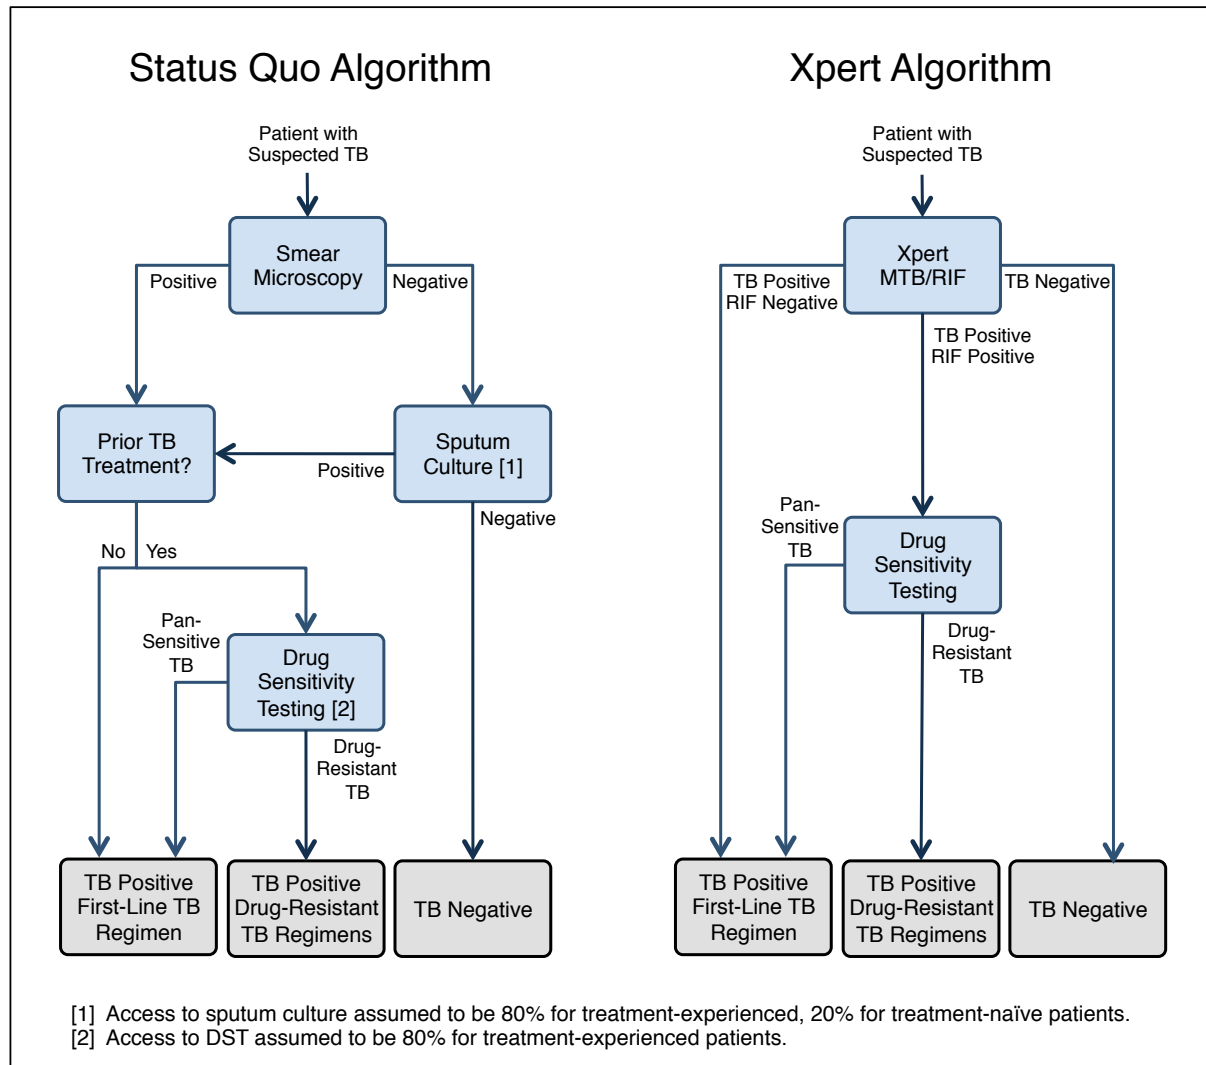 Status Quo Algorithm
Patient with
Suspected TB
Smear
Microscopy
Positive
Negative
Prior TB
Treatment?
Sputum
Culture [1]
Positive
Negative
No
Yes
Pan-
Sensitive
TB
Drug
Sensitivity
Testing [2]
Drug-
Resistant
TB
TB Positive
First-Line TB
Regimen
TB Positive
Drug-Resistant
TB Regimens
TB Negative
Xpert Algorithm
Patient with
Suspected TB
Xpert
MTB/RIF
TB Positive
RIF Negative
TB Negative
TB Positive
RIF Positive
Pan-
Sensitive
TB
Drug
Sensitivity
Testing
Drug-
Resistant
TB
TB Positive
First-Line TB
Regimen
TB Positive
Drug-Resistant
TB Regimens
TB Negative
[1] Access to sputum culture assumed to be 80% for treatment-experienced, 20% for treatment-naïve patients.
[2] Access to DST assumed to be 80% for treatment-experienced patients.